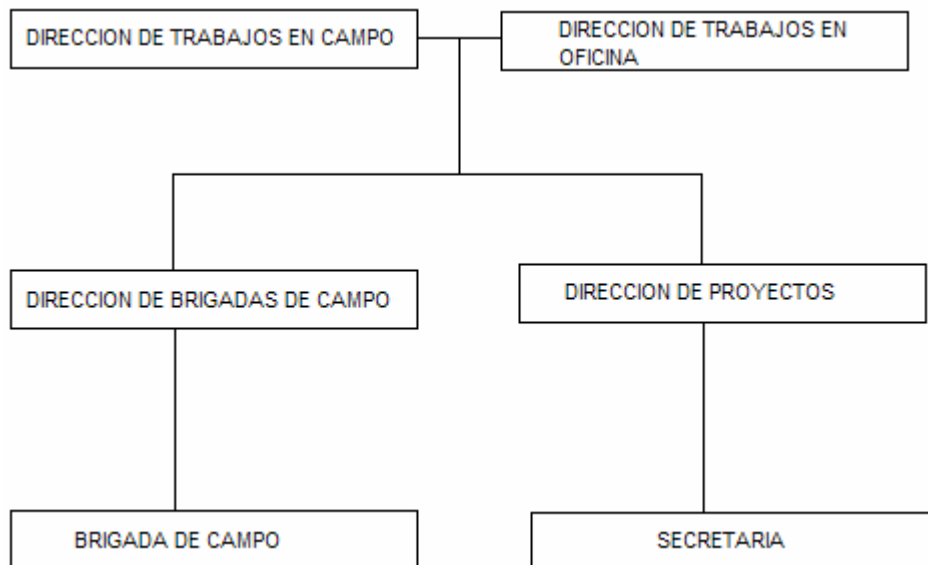 DIRECCION DE TRABAJOS EN CAMPO
DIRECCION DE TRABAJOS EN
OFICINA
DIRECCION DE BRIGADAS DE CAMPO
DIRECCION DE PROYECTOS
BRIGADA DE CAMPO
SECRETARIA